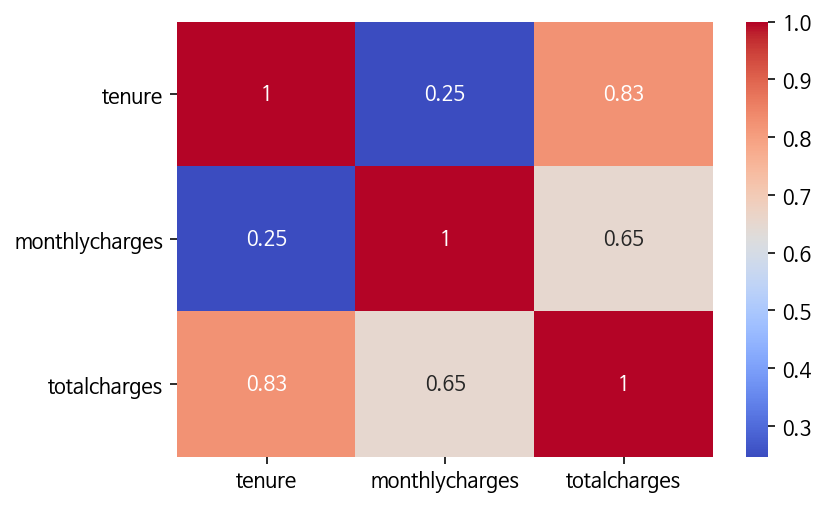 tenure 1 0.25 0.83
monthlycharges 0.25 1 0.65
totalcharges 0.83 0.65 1
tenure monthlycharges totalcharges
1.0
0.9
0.8
0.7
0.6
0.5
0.4
0.3